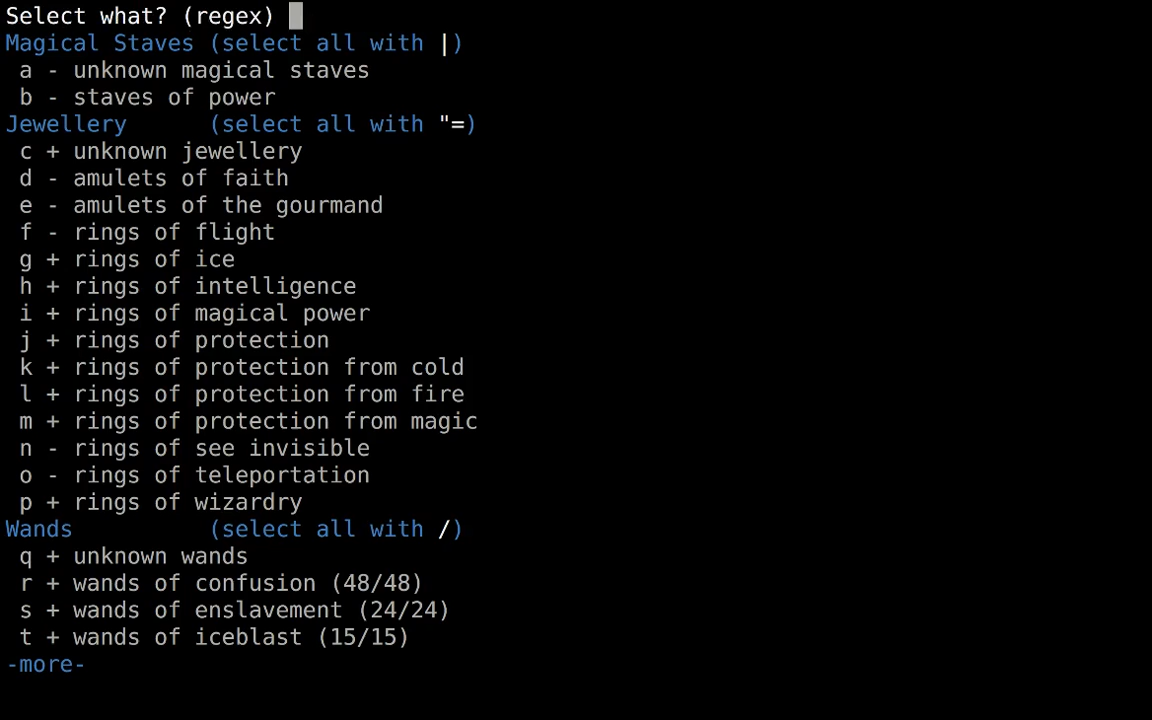 Select what? (regex)
Magical Staves (select all with |)
a - unknown magical staves
b - staves of power
Jewellery      (select all with "=)
c + unknown jewellery
d - amulets of faith
e - amulets of the gourmand
f - rings of flight
g + rings of ice
h + rings of intelligence
i + rings of magical power
j + rings of protection
k + rings of protection from cold
l + rings of protection from fire
m + rings of protection from magic
n - rings of see invisible
o - rings of teleportation
p + rings of wizardry
Wands          (select all with /)
q + unknown wands
r + wands of confusion (48/48)
s + wands of enslavement (24/24)
t + wands of iceblast (15/15)
-more-